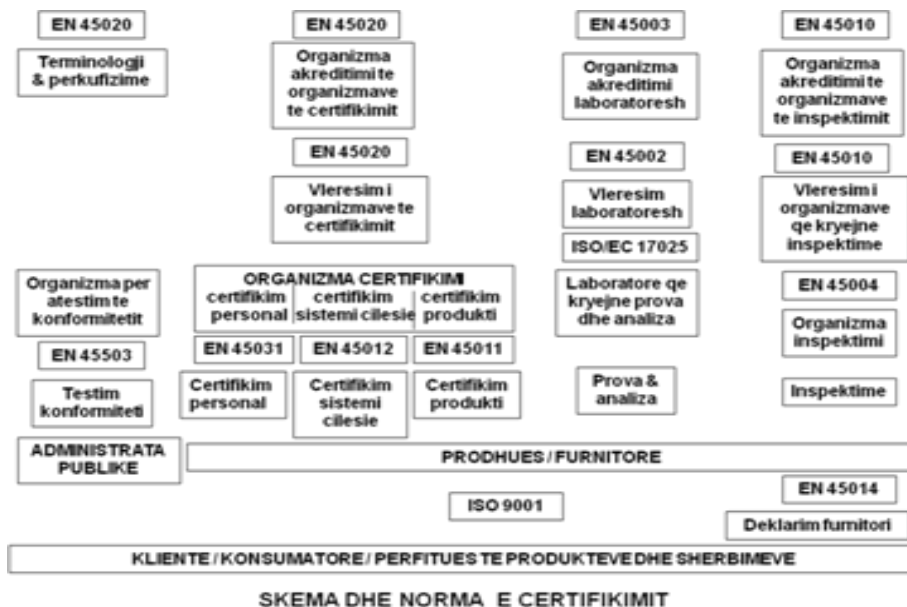 EN 45020
EN 45020
EN 45003
EN 45010
Terminologji
& perkufizime
Organizma
akreditimi te
organizmave
te certifikimit
Organizma
akreditimi
laboratoresh
Organizma
akreditimi te
organizmave
te inspektimit
EN 45020
EN 45002
EN 45010
Vleresim i
organizmave te
certifikimit
Vleresim
laboratoresh
Vleresim i
organizmave
qe kryejne
inspektime
ISO/EC 17025
Organizma per
atestim te
konformitetit
ORGANIZMA CERTIFIKIMI
certifikim
personal
certifikim
sistemi cilesie
certifikim
produkti
Laboratore qe
kryejne prova
dhe analiza
EN 45004
Organizma
inspektimi
EN 45503
EN 45031
EN 45012
EN 45011
Testim
konformiteti
Certifikim
personal
Certifikim
sistemi
cilesie
Certifikim
produkti
Prova &
analiza
Inspektime
ADMINISTRATA
PUBLIKE
PRODHUES / FURNITORE
ISO 9001
EN 45014
Deklarim furnitori
KLIENTE / KONSUMATORE / PERFITUES TE PRODUKTEVE DHE SHERBIMEVE
SKEMA DHE NORMA E CERTIFIKIMIT